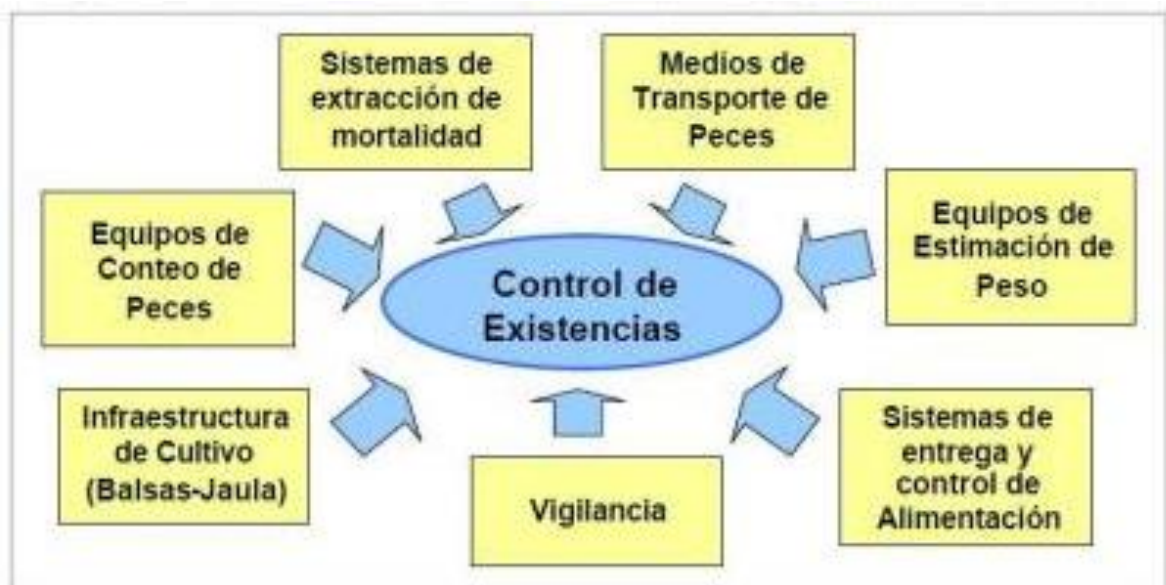 Sistemas de
extracción de
mortalidad
Medios de
Transporte de
Peces
Equipos de
Conteo de
Peces
Equipos de
Estimación de
Peso
Control de
Existencias
Infraestructura
de Cultivo
(Balsas-Jaula)
Vigilancia
Sistemas de
entrega y
control de
Alimentación